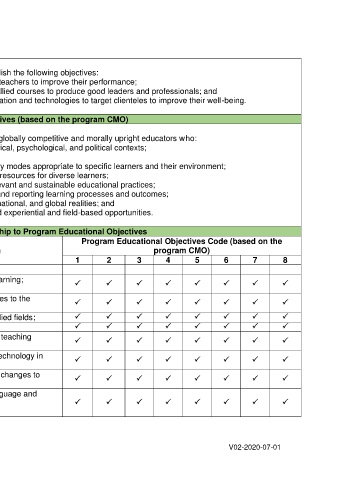 lish the following objectives:
teachers to improve their performance;
llied courses to produce good leaders and professionals; and
ation and technologies to target clienteles to improve their well-being.
ives (based on the program CMO)
globally competitive and morally upright educators who:
ical, psychological, and political contexts;
y modes appropriate to specific learners and their environment;
resources for diverse learners;
evant and sustainable educational practices;
and reporting learning processes and outcomes;
national, and global realities; and
d experiential and field-based opportunities.
ship to Program Educational Objectives
Program Educational Objectives Code (based on the
program CMO)
1 2 3 4 5 6 7 8
arning;
✓ ✓ ✓ ✓ ✓ ✓ ✓ ✓
es to the
✓ ✓ ✓ ✓ ✓ ✓ ✓ ✓
lied fields; ✓ ✓ ✓ ✓ ✓ ✓ ✓ ✓
✓ ✓ ✓ ✓ ✓ ✓ ✓ ✓
teaching
✓ ✓ ✓ ✓ ✓ ✓ ✓ ✓
echnology in
✓ ✓ ✓ ✓ ✓ ✓ ✓ ✓
changes to
✓ ✓ ✓ ✓ ✓ ✓ ✓ ✓
guage and
✓ ✓ ✓ ✓ ✓ ✓ ✓ ✓
V02-2020-07-01